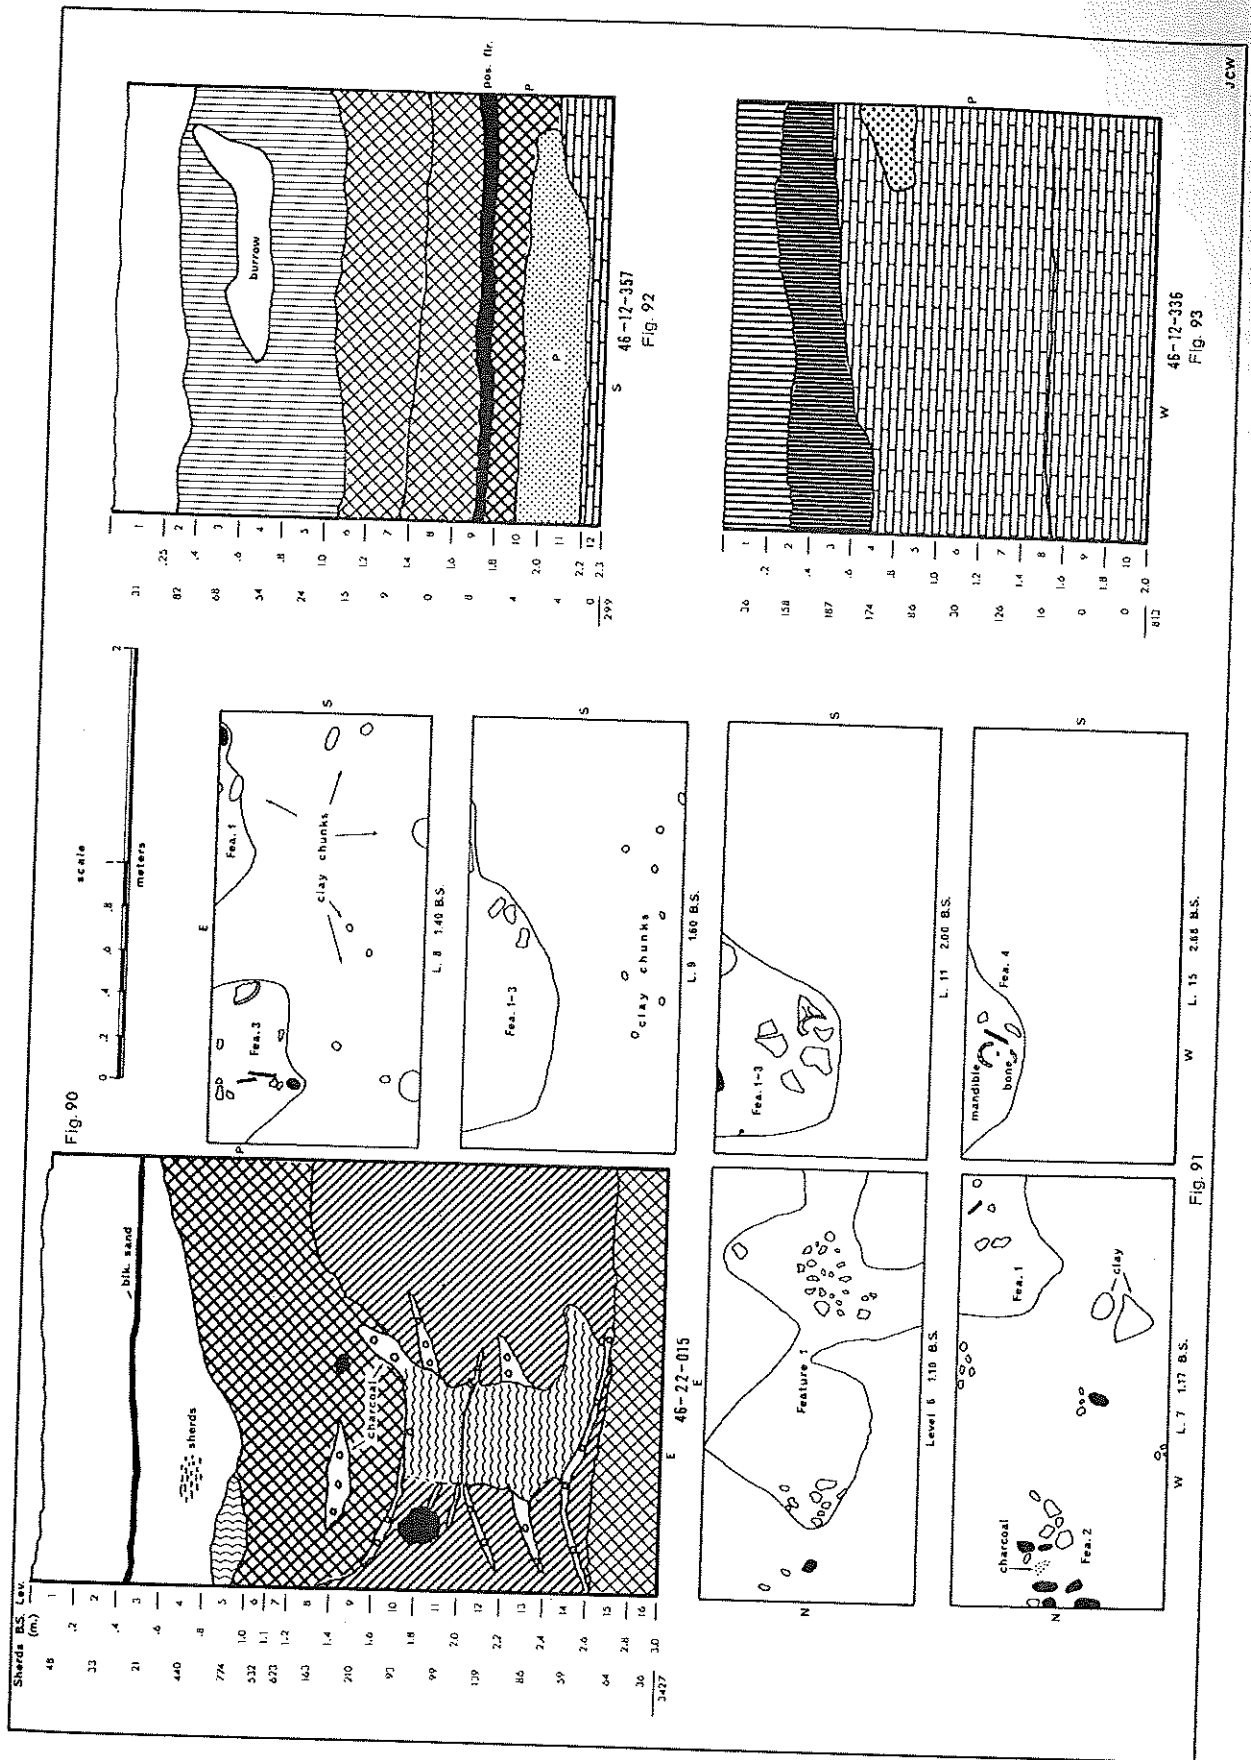 Fig. 90
Sherds B.S. Lev.
(m.)
48 1
.2
33 2
.4
21 3
.6
440 4
.8
774 5
1.0
532 6
1.1
623 7
1.2
163 8
1.4
210 9
1.6
93 10
1.8
99 11
2.0
139 12
2.2
86 13
2.4
59 14
2.6
64 15
2.8
36 16
3.0
3427
blk. sand
sherds
charcoal
P
E
46-22-015
scale
0 .2 .4 .6 .8 2
meters
E
Fea. 3
Fea. 1
clay chunks
S
L. 8 1.40 B.S.
Fea. 1-3
clay chunks
S
L. 9 1.60 B.S.
E
Feature 1
N
Level 6 1.10 B.S.
Fea. 1-3
S
L. 11 2.00 B.S.
charcoal
Fea. 2
Fea. 1
clay
N
W
L. 7 1.17 B.S.
mandible
bone
Fea. 4
S
W
L. 15 2.88 B.S.
Fig. 91
31 1
.25
82 2
.4
68 3
.6
54 4
.8
24 5
1.0
15 6
1.2
9 7
1.4
0 8
1.6
8 9
1.8
4 10
2.0
4 11
2.2
0 12
2.3
299
burrow
pos. flr.
P
P
S
46-12-357
Fig. 92
36 1
.2
158 2
.4
187 3
.6
174 4
.8
86 5
1.0
30 6
1.2
126 7
1.4
16 8
1.6
0 9
1.8
0 10
2.0
813
P
W
46-12-336
Fig. 93
JCW